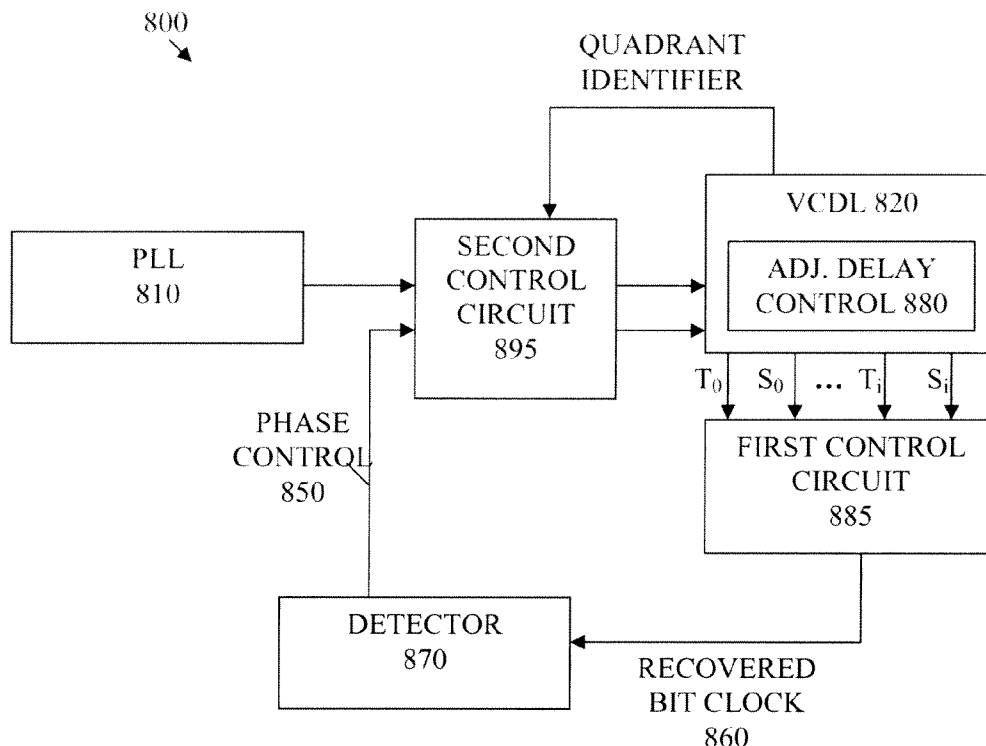 800
QUADRANT
IDENTIFIER
PLL
810
SECOND
CONTROL
CIRCUIT
895
VCDL 820
ADJ. DELAY
CONTROL 880
T₀ S₀ ... Tᵢ Sᵢ
PHASE
CONTROL
850
FIRST CONTROL
CIRCUIT
885
DETECTOR
870
RECOVERED
BIT CLOCK
860